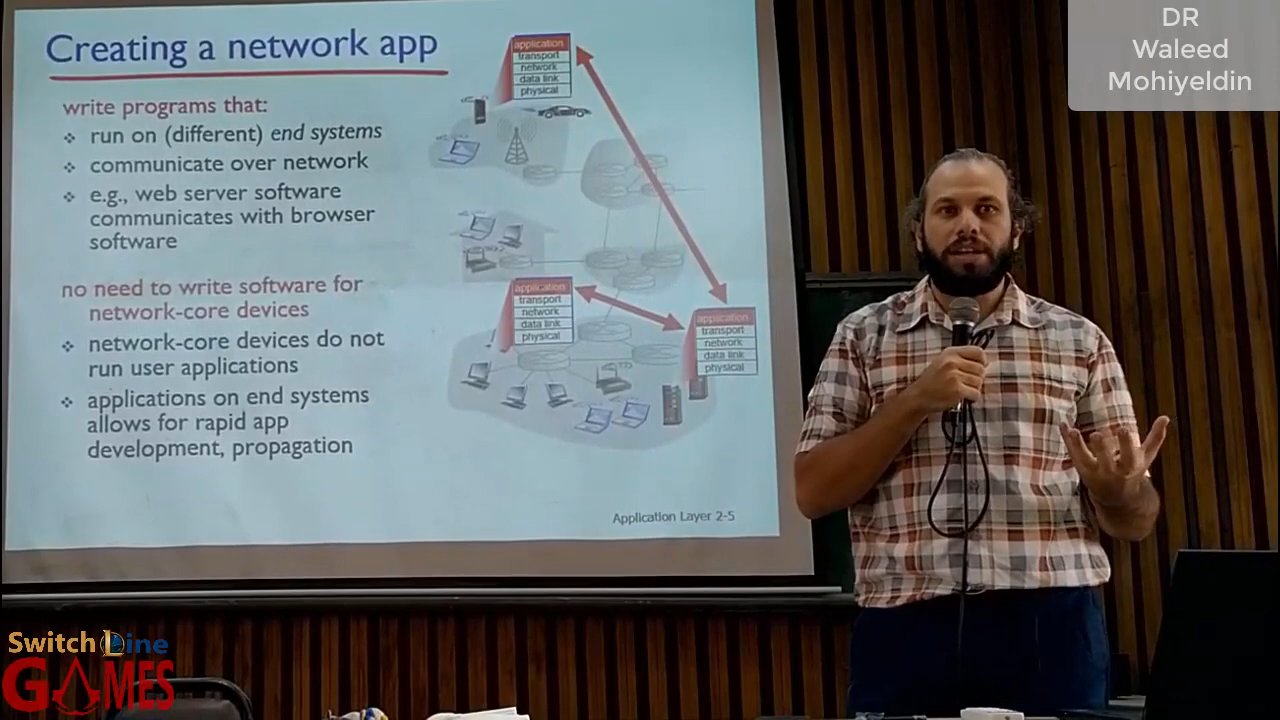 Creating a network app
write programs that:
run on (different) end systems
communicate over network
e.g., web server software
communicates with browser
software
no need to write software for
network-core devices
network-core devices do not
run user applications
applications on end systems
allows for rapid app
development, propagation
application
transport
network
data link
physical
application
transport
network
data link
physical
application
transport
network
data link
physical
Application Layer 2-5
DR
Waleed
Mohiyeldin
Switch Line
GAMES